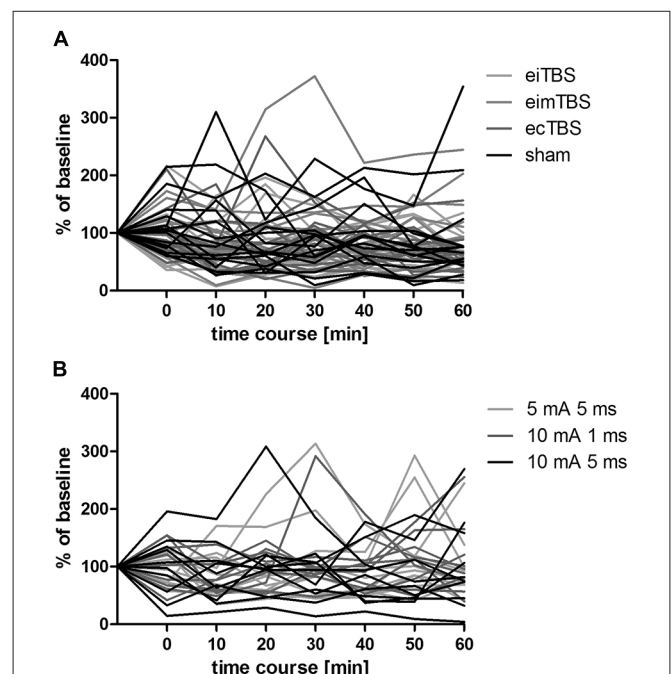 A
400
300
200
100
0
% of baseline
0 10 20 30 40 50 60
time course [min]
eiTBS
eimTBS
ecTBS
sham
B
400
300
200
100
0
% of baseline
0 10 20 30 40 50 60
time course [min]
5 mA 5 ms
10 mA 1 ms
10 mA 5 ms